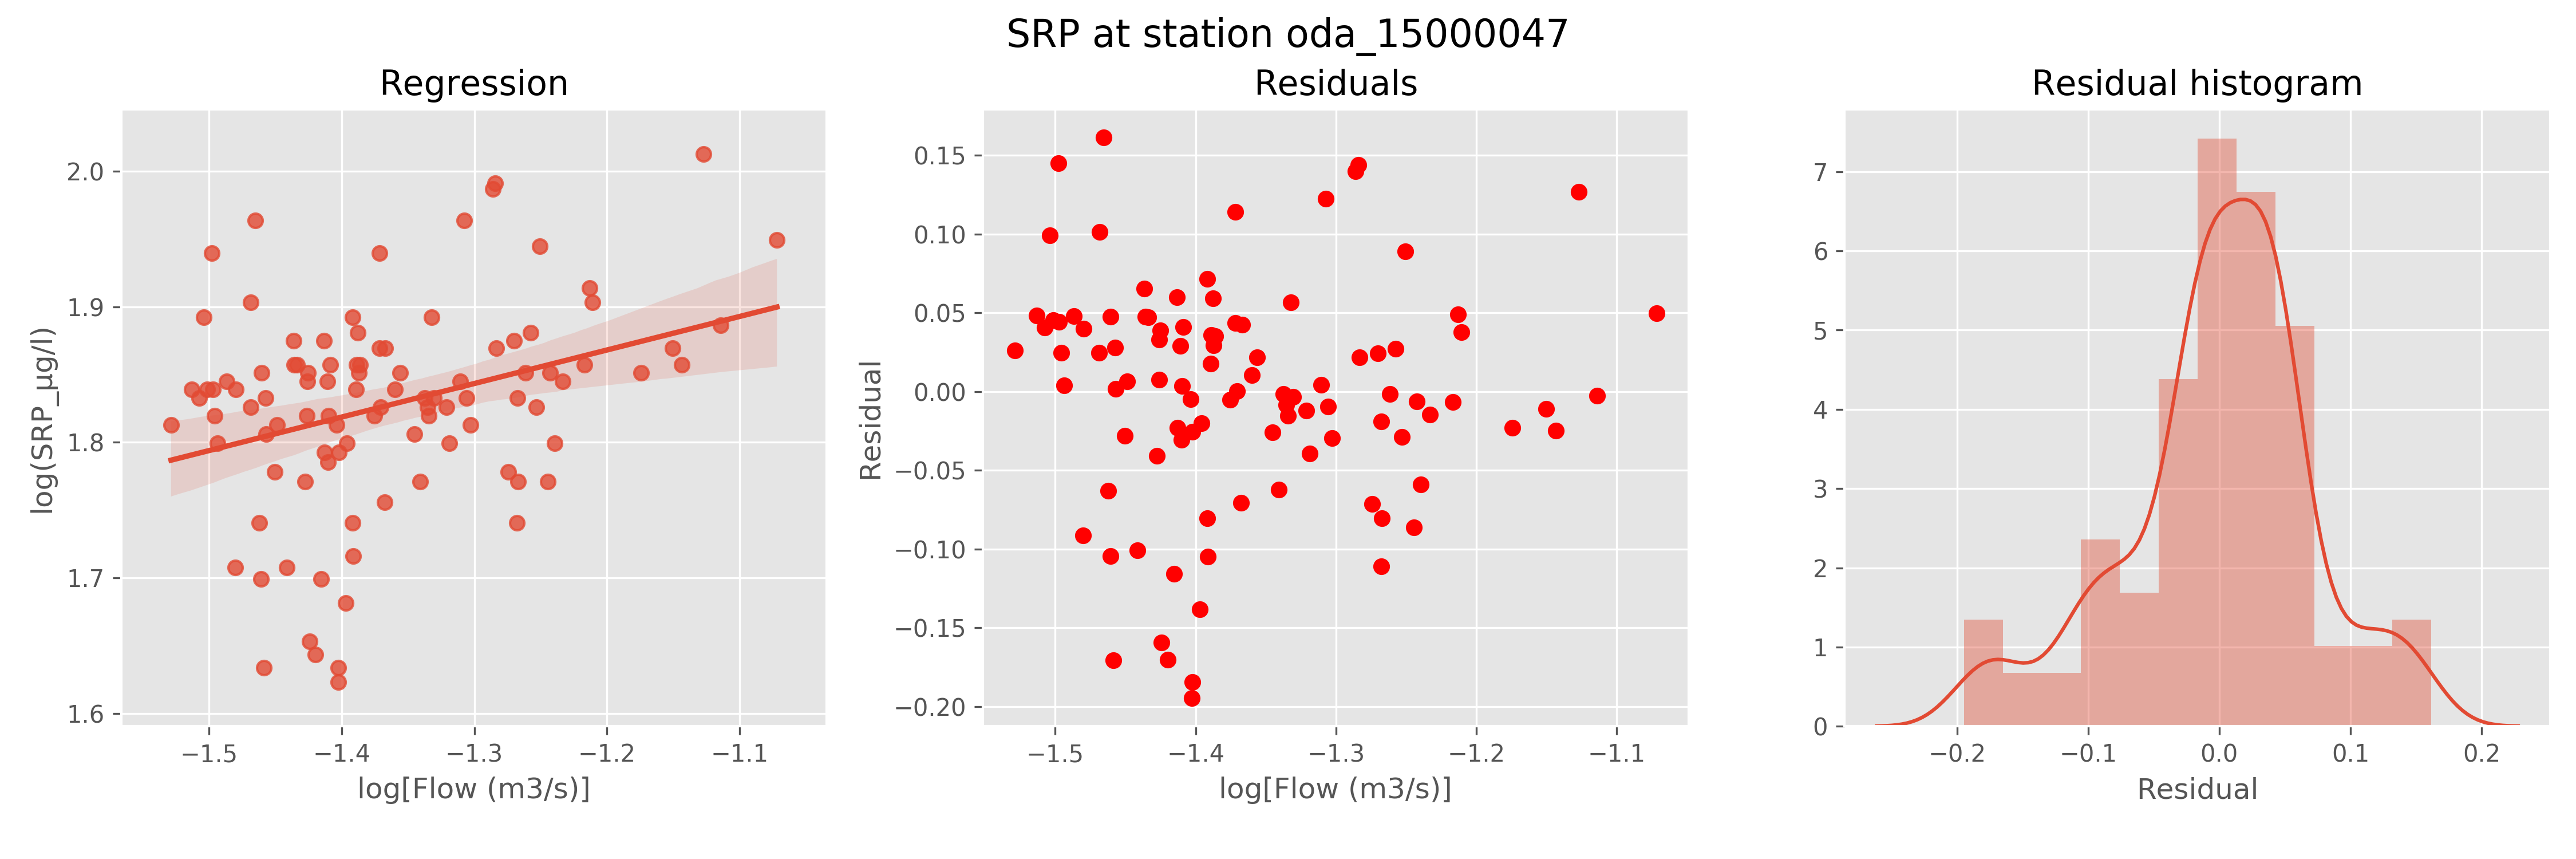 SRP at station oda_15000047
Regression
2.0
1.9
1.8
1.7
1.6
log(SRP_µg/l)
−1.5 −1.4 −1.3 −1.2 −1.1
log[Flow (m3/s)]
Residuals
0.15
0.10
0.05
0.00
−0.05
−0.10
−0.15
−0.20
Residual
−1.5 −1.4 −1.3 −1.2 −1.1
log[Flow (m3/s)]
Residual histogram
7
6
5
4
3
2
1
0
−0.2 −0.1 0.0 0.1 0.2
Residual